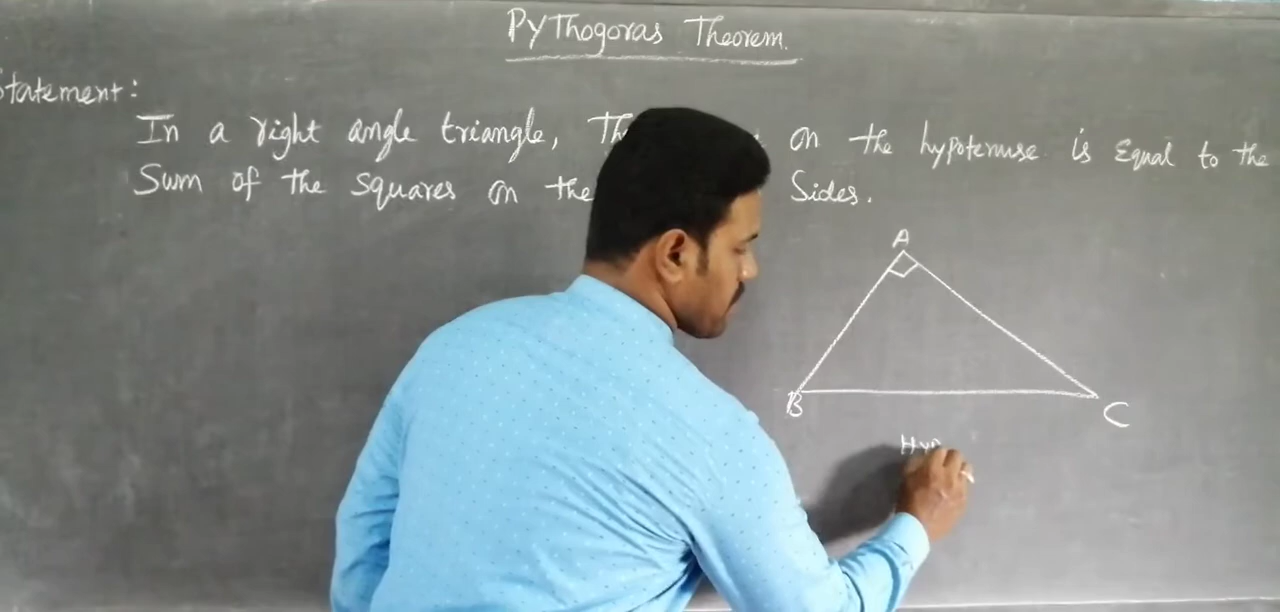 PyThogoras Theorem.
Statement:
In a right angle triangle, Th on the hypotenuse is Equal to the
Sum of the squares on the Sides.
A
B
C
Hyp